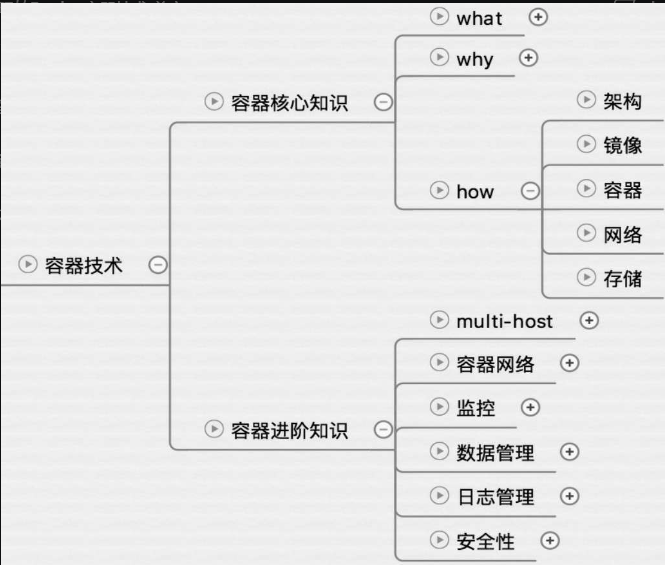 what
why
容器核心知识
架构
镜像
how
容器
网络
容器技术
存储
multi-host
容器网络
监控
容器进阶知识
数据管理
日志管理
安全性